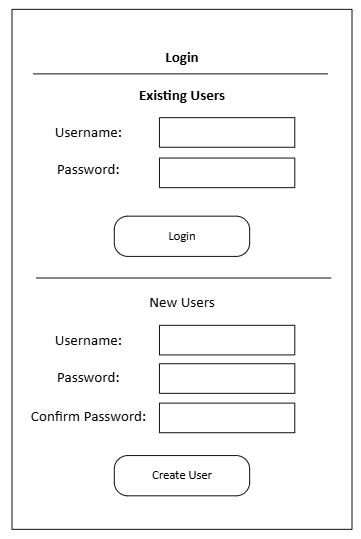 Login
Existing Users
Username:
Password:
Login
New Users
Username:
Password:
Confirm Password:
Create User